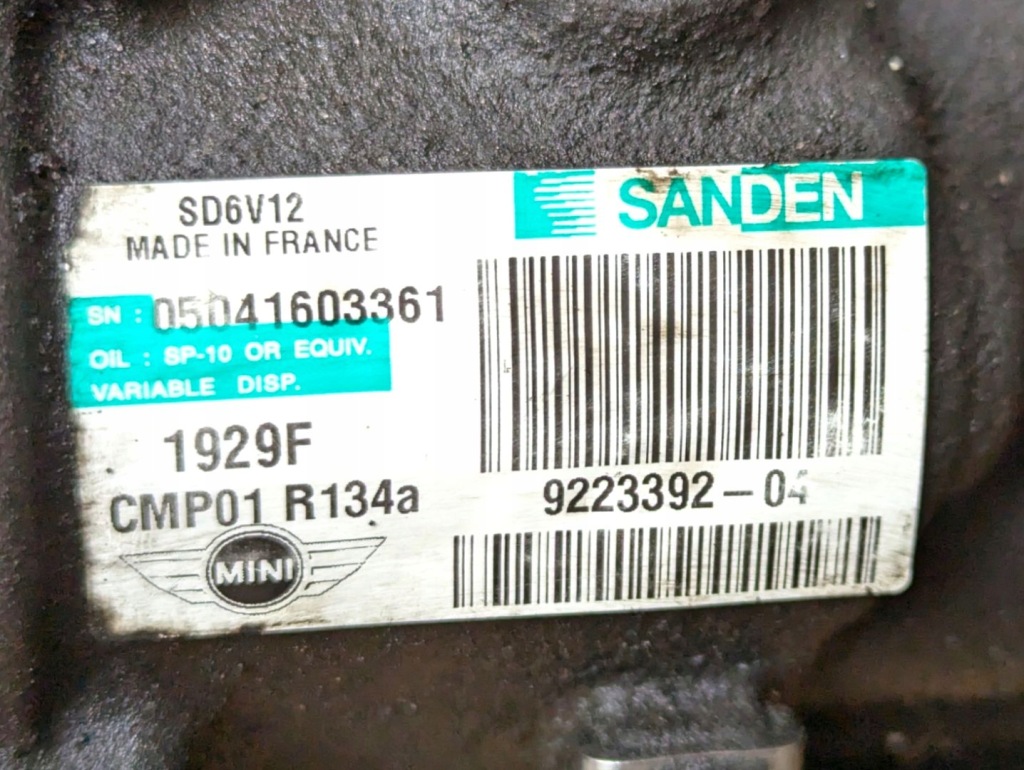 SD6V12
MADE IN FRANCE
SANDEN
SN : 05041603361
OIL : SP-10 OR EQUIV.
VARIABLE DISP.
1929F
CMP01 R134a
9223392-04
MINI